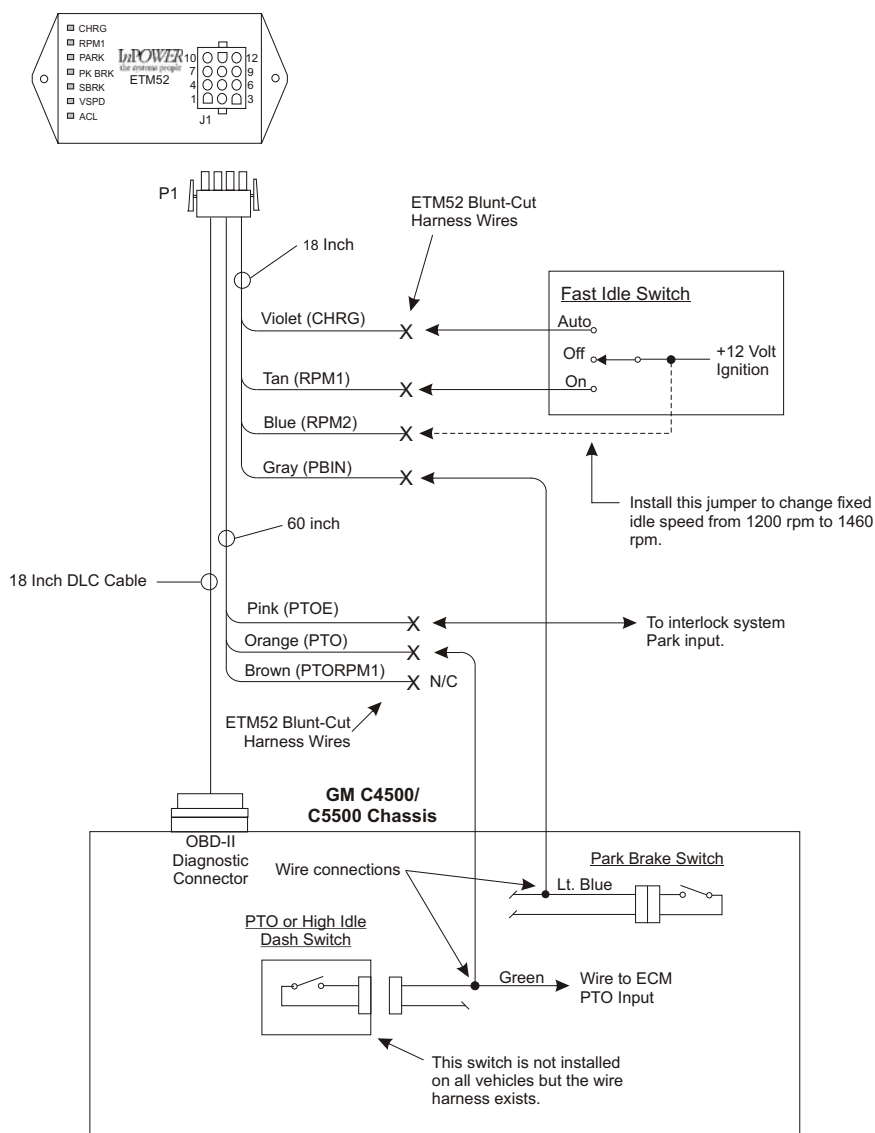 CHRG
RPM1
PARK
PK BRK
SBRK
VSPD
ACL
InPOWER
the systems people
ETM52
10
12
7
9
4
6
1
3
J1
P1
ETM52 Blunt-Cut
Harness Wires
18 Inch
Fast Idle Switch
Violet (CHRG)
X
Auto
Off
+12 Volt
Ignition
Tan (RPM1)
X
On
Blue (RPM2)
X
Gray (PBIN)
X
Install this jumper to change fixed
idle speed from 1200 rpm to 1460
rpm.
60 inch
18 Inch DLC Cable
Pink (PTOE)
X
To interlock system
Park input.
Orange (PTO)
X
Brown (PTORPM1)
X N/C
ETM52 Blunt-Cut
Harness Wires
GM C4500/
C5500 Chassis
OBD-II
Diagnostic
Connector
Wire connections
Park Brake Switch
Lt. Blue
PTO or High Idle
Dash Switch
Green
Wire to ECM
PTO Input
This switch is not installed
on all vehicles but the wire
harness exists.